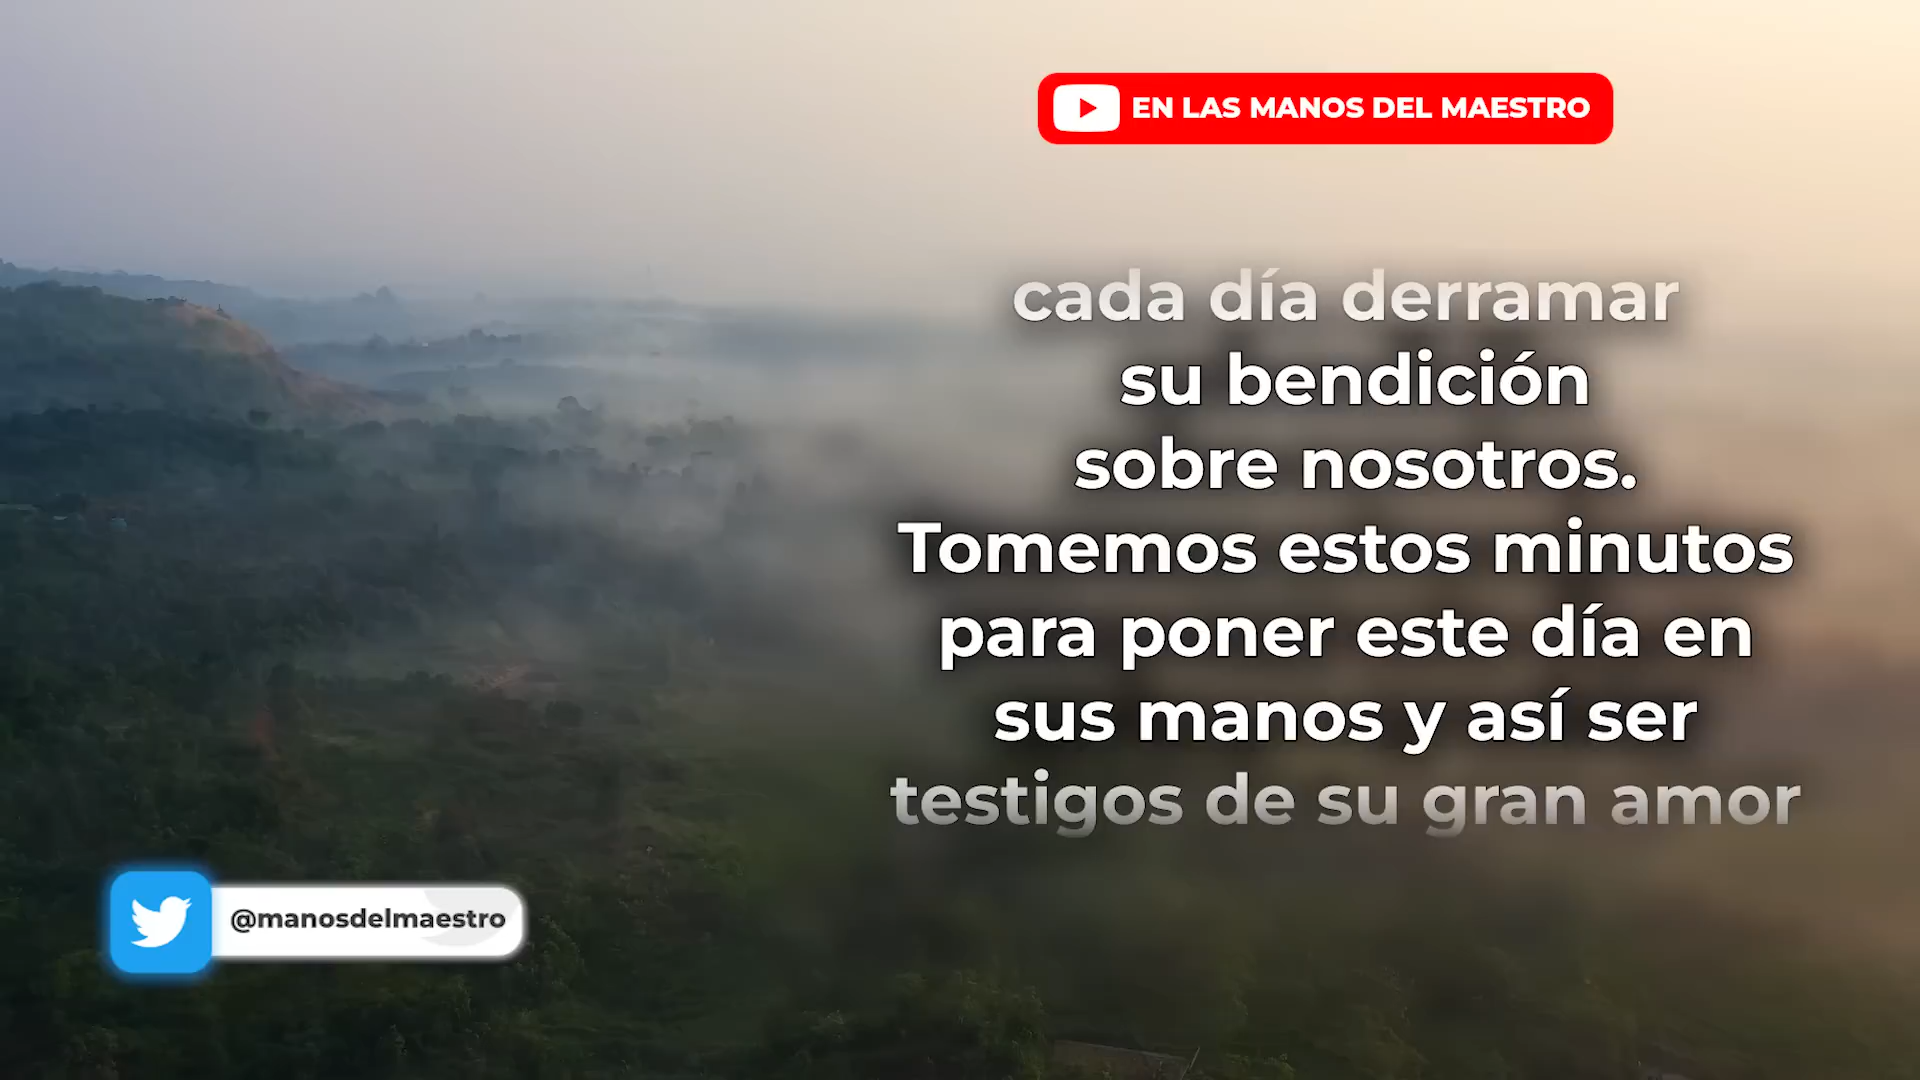 EN LAS MANOS DEL MAESTRO
cada día derramar
su bendición
sobre nosotros.
Tomemos estos minutos
para poner este día en
sus manos y así ser
testigos de su gran amor
@manosdelmaestro